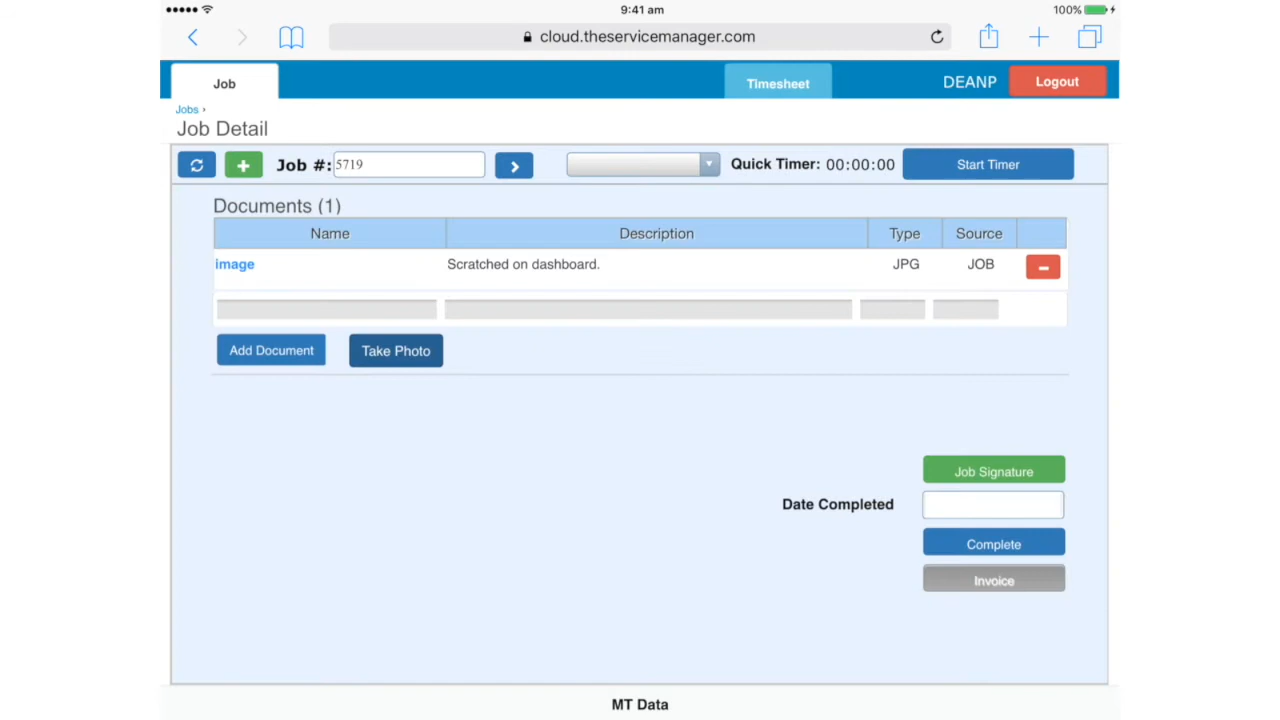 9:41 am
100%
cloud.theservicemanager.com
Job
Timesheet
DEANP
Logout
Jobs ›
Job Detail
Job #: 5719
Quick Timer: 00:00:00
Start Timer
Documents (1)
Name Description Type Source
image Scratched on dashboard. JPG JOB
Add Document
Take Photo
Job Signature
Date Completed
Complete
Invoice
MT Data